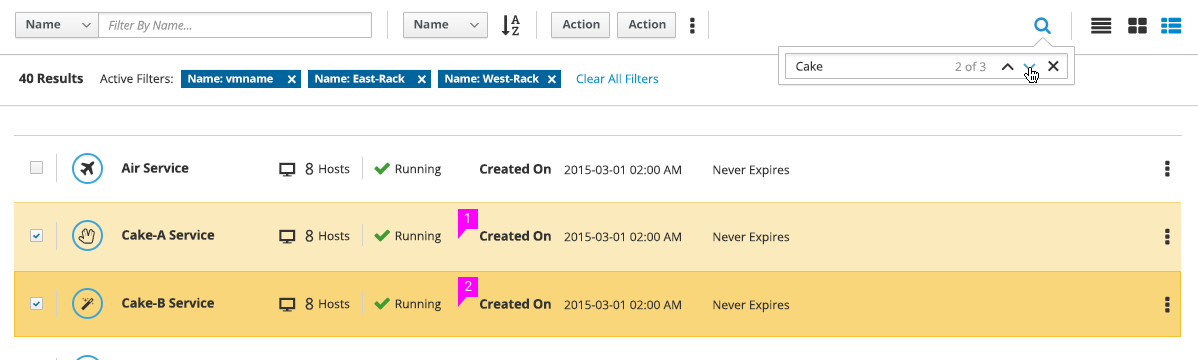 Name Filter By Name... Name A Z Action Action
Cake 2 of 3
40 Results Active Filters: Name: vmname × Name: East-Rack × Name: West-Rack × Clear All Filters
Air Service 8 Hosts Running Created On 2015-03-01 02:00 AM Never Expires
1
Cake-A Service 8 Hosts Running Created On 2015-03-01 02:00 AM Never Expires
2
Cake-B Service 8 Hosts Running Created On 2015-03-01 02:00 AM Never Expires